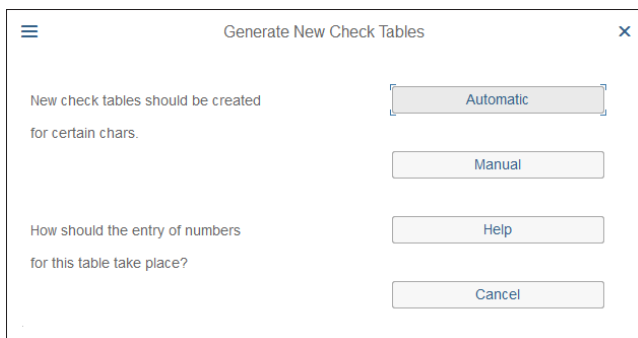 Generate New Check Tables
New check tables should be created
Automatic
for certain chars.
Manual
How should the entry of numbers
Help
for this table take place?
Cancel